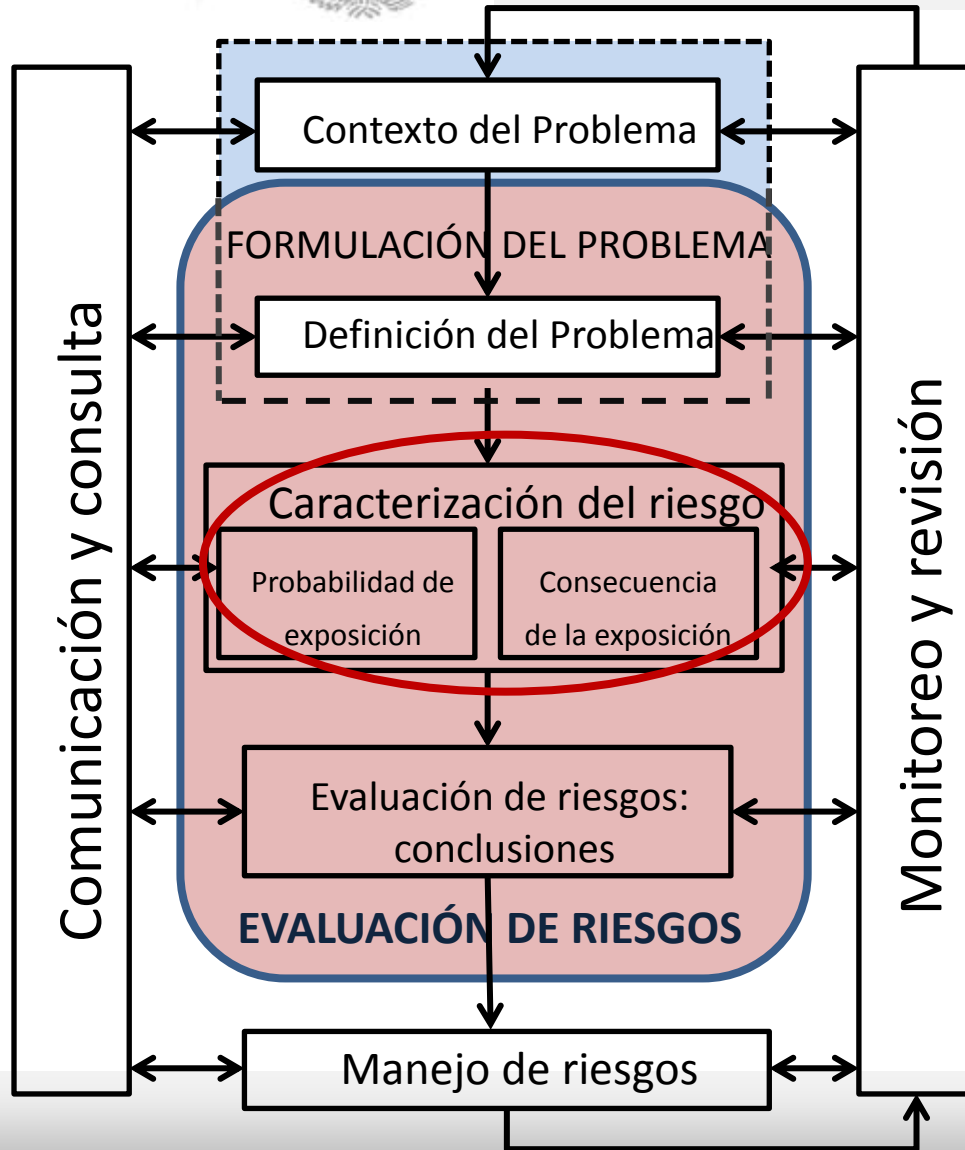 Comunicación y consulta
Contexto del Problema
FORMULACIÓN DEL PROBLEMA
Definición del Problema
Caracterización del riesgo
Probabilidad de
exposición
Consecuencia
de la exposición
Evaluación de riesgos:
conclusiones
EVALUACIÓN DE RIESGOS
Manejo de riesgos
Monitoreo y revisión